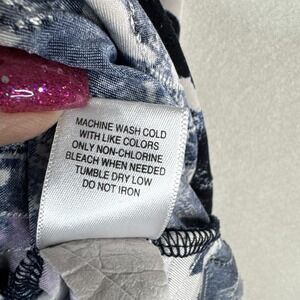 MACHINE WASH COLD
WITH LIKE COLORS
ONLY NON-CHLORINE
BLEACH WHEN NEEDED
TUMBLE DRY LOW
DO NOT IRON